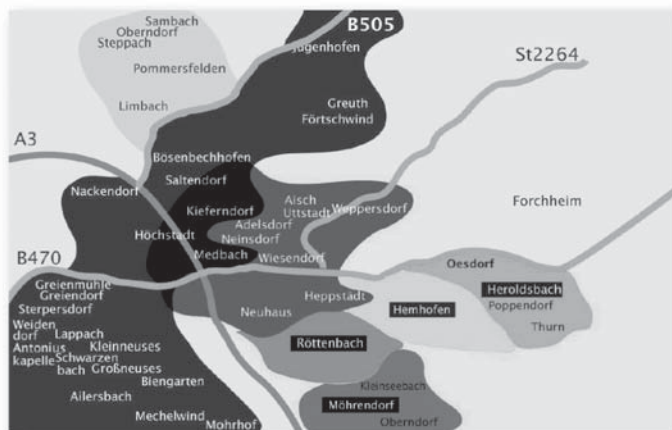 Sambach
Oberndorf
Steppach
Pommersfelden
Limbach
B505
Jugenhofen
St2264
Greuth
Förtschwind
A3
Bösenbechhofen
Nackendorf
Saltendorf
Kieferndorf
Aisch
Uttstadt
Weppersdorf
Forchheim
Höchstadt
Adelsdorf
Neinsdorf
Medbach
Wiesendorf
B470
Oesdorf
Greienmühle
Greiendorf
Sterpersdorf
Heppstädt
Heroldsbach
Poppendorf
Neuhaus
Hemhofen
Thurn
Weiden
dorf
Lappach
Antonius
kapelle
Kleinneuses
Schwarzen
bach
Großneuses
Röttenbach
Biengarten
Kleinseebach
Ailersbach
Möhrendorf
Mechelwind
Mohrhof
Oberndorf